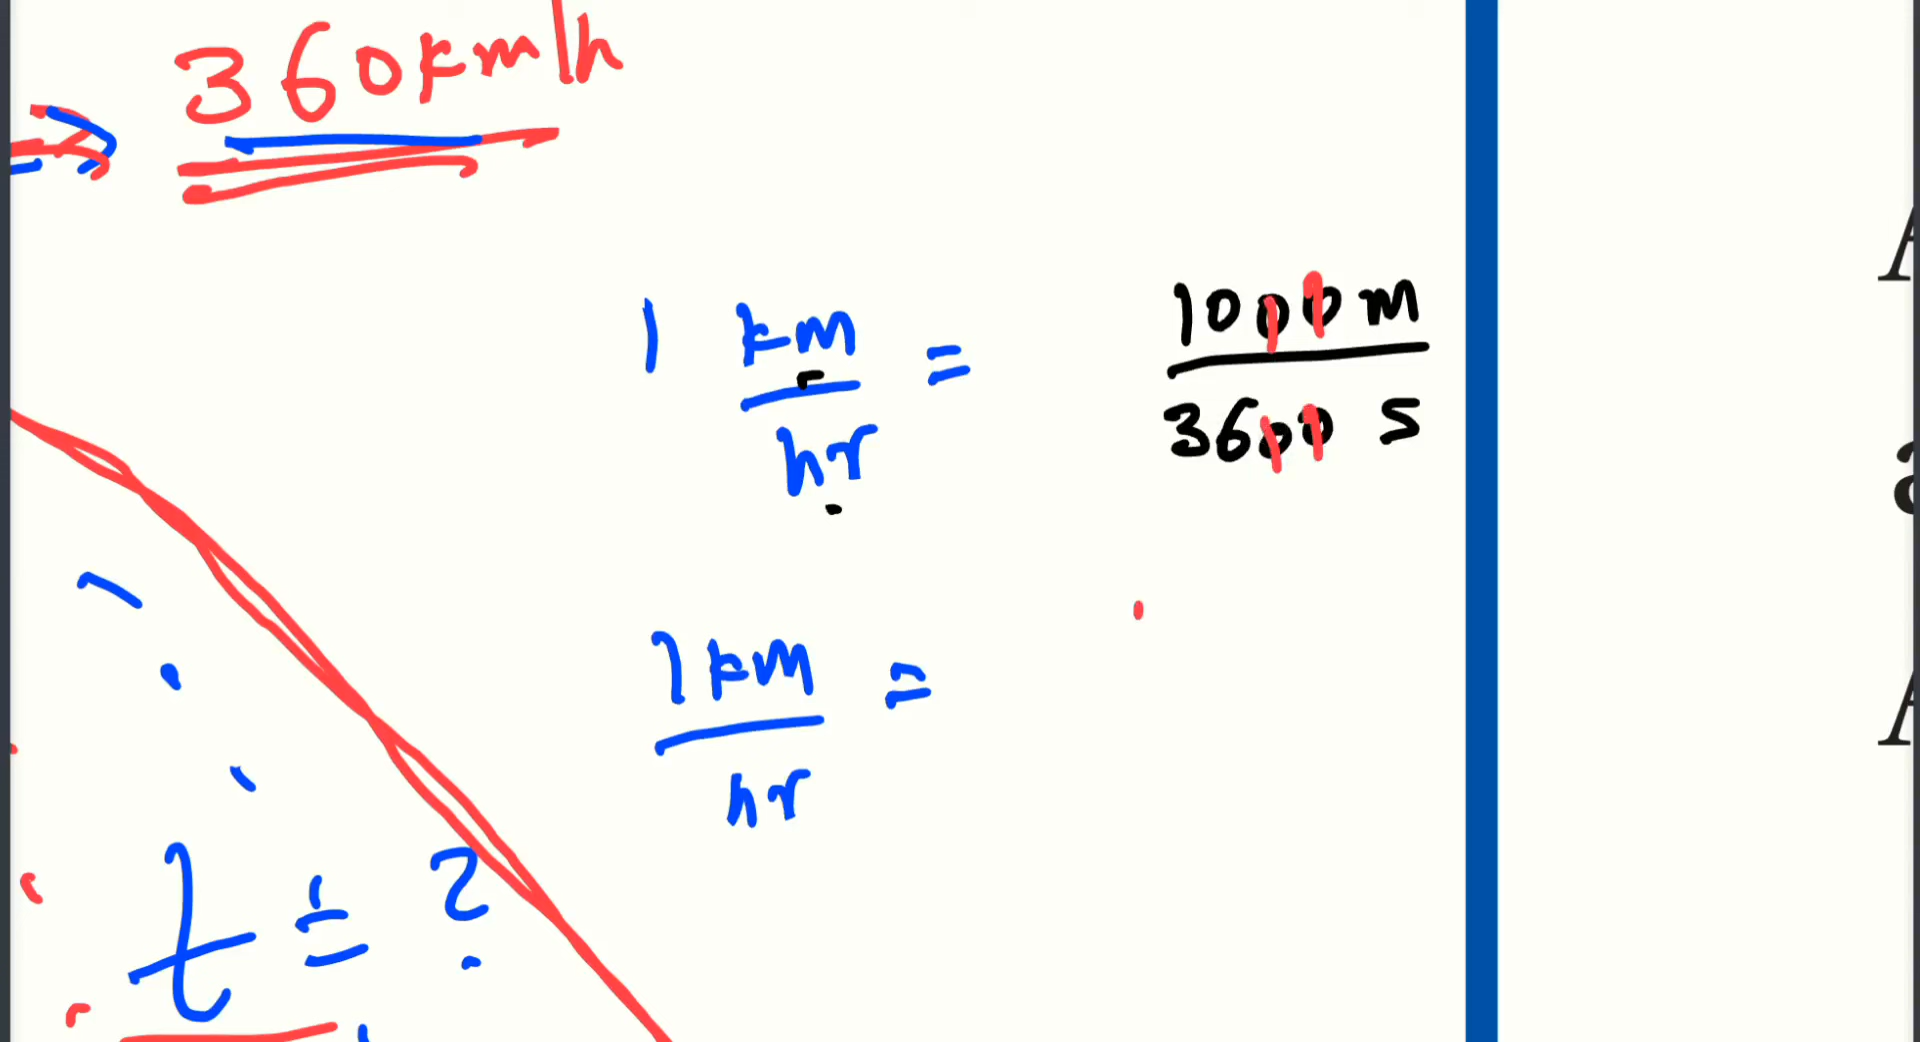 360km/h
1 km/hr = 1000m/3600 s
1km/hr =
t = ?
A
A